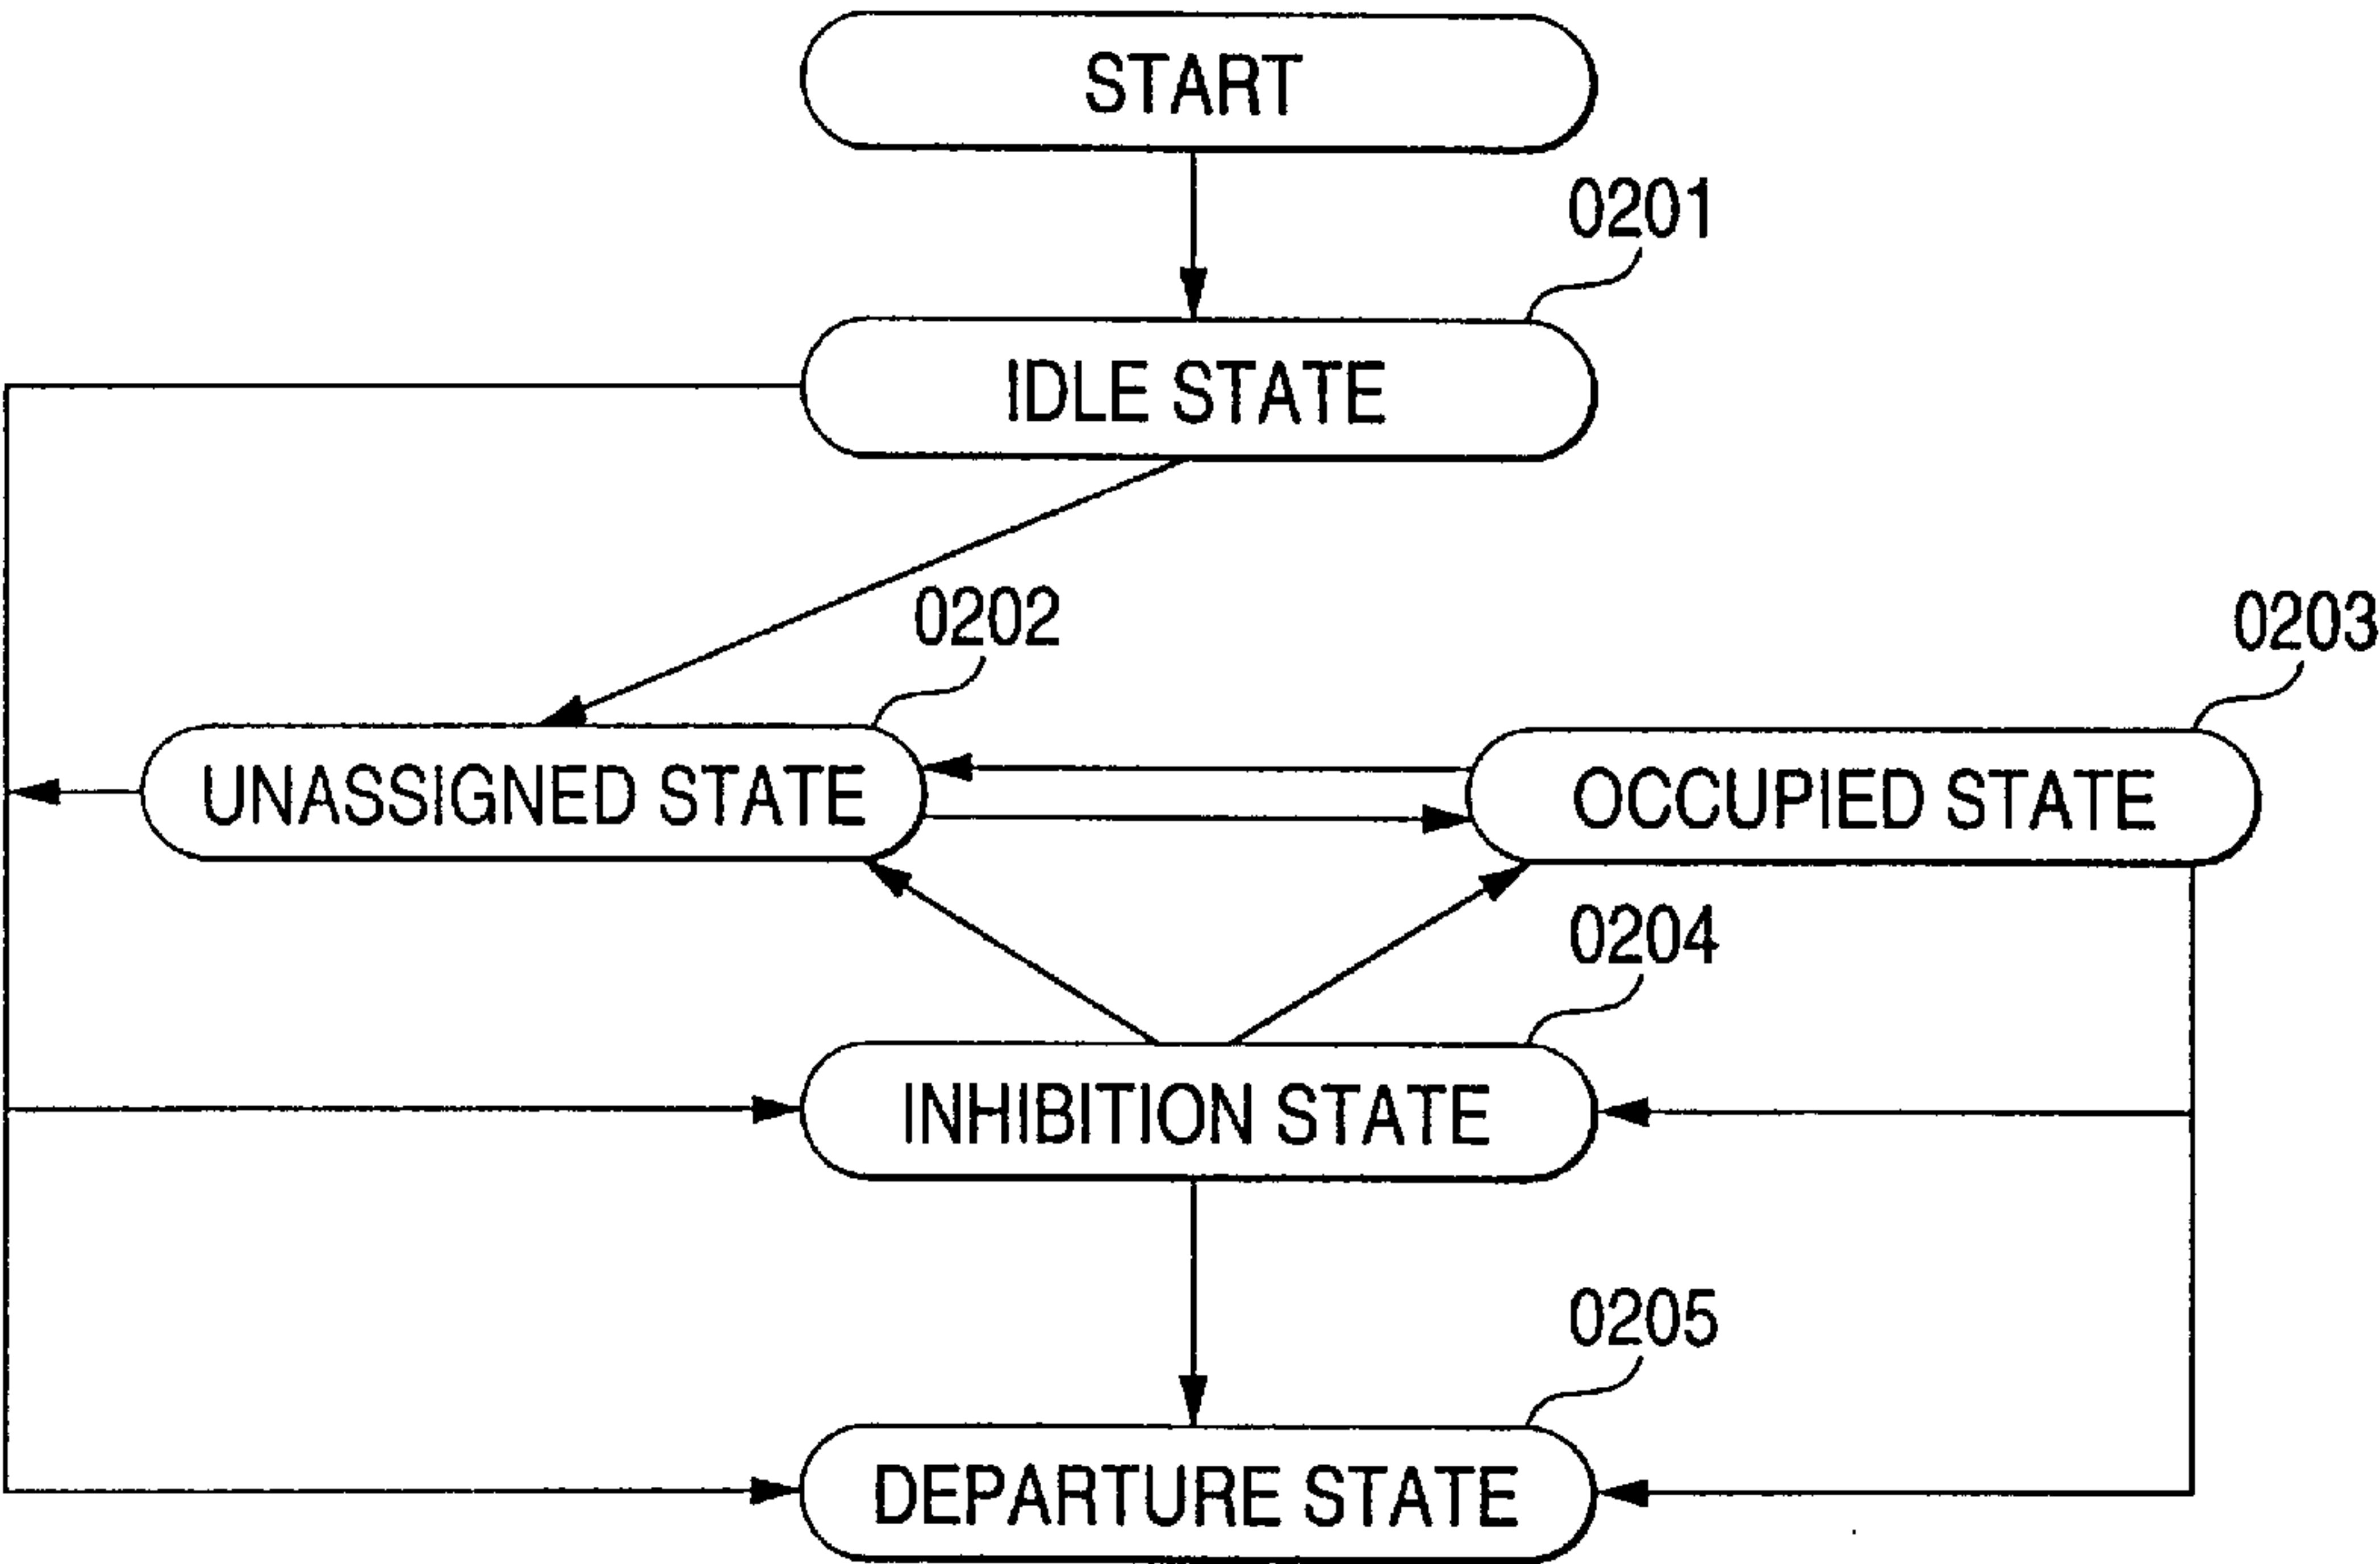 START
0201
IDLE STATE
0202
0203
UNASSIGNED STATE
OCCUPIED STATE
0204
INHIBITION STATE
0205
DEPARTURE STATE